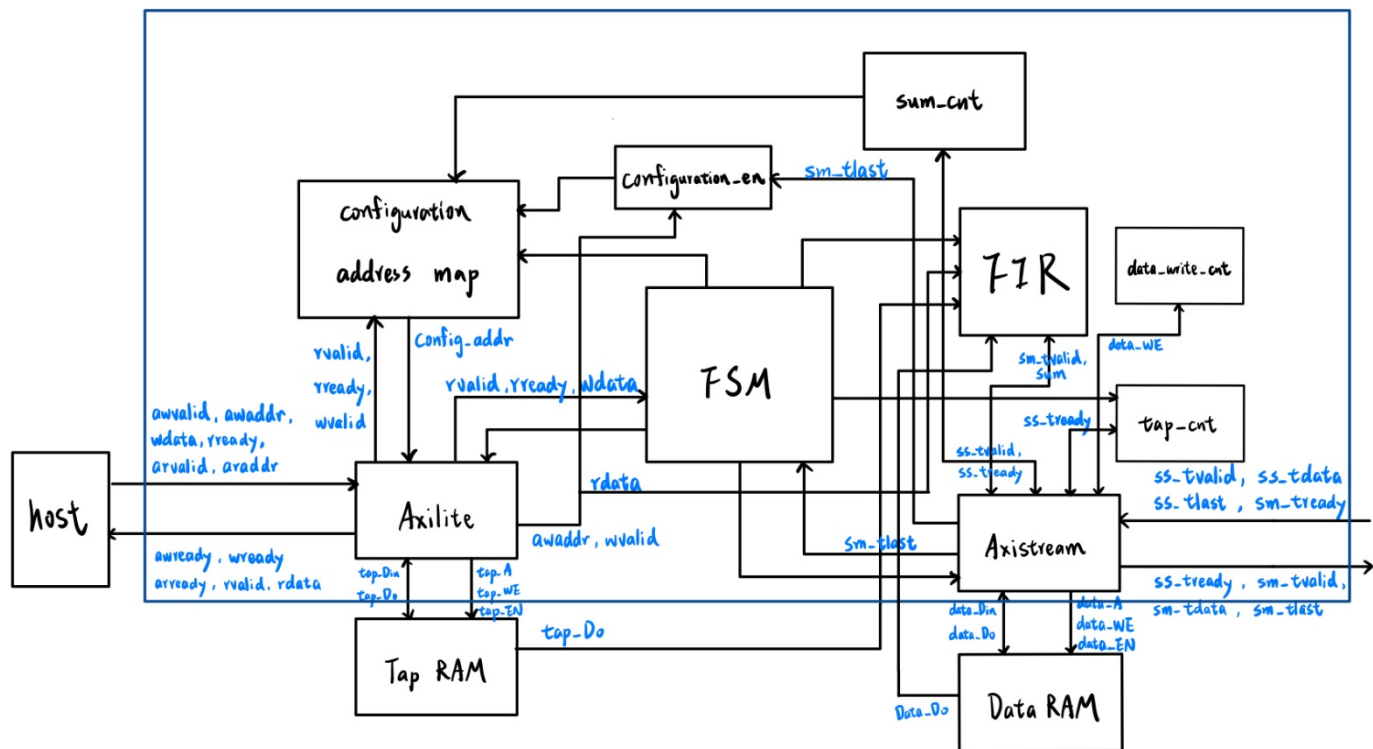 sum_cnt
configuration_en
sm_tlast
configuration
address map
FIR
data_write_cnt
rvalid,
rready,
wvalid
config_addr
rvalid, rready, wdata
FSM
sm_tvalid,
sum
data_WE
awvalid, awaddr,
wdata, rready,
arvalid, araddr
ss_tready
tap_cnt
ss_tvalid,
ss_tready
ss_tvalid, ss_tdata
ss_tlast, sm_tready
host
rdata
Axilite
awaddr, wvalid
sm_tlast
Axistream
awready, wready
arready, rvalid, rdata
tap_Din
tap_Do
tap_A
tap_WE
tap_EN
ss_tready, sm_tvalid,
sm_tdata, sm_tlast
data_Din
data_Do
data_A
data_WE
data_EN
tap_Do
Tap RAM
Data_Do
Data RAM